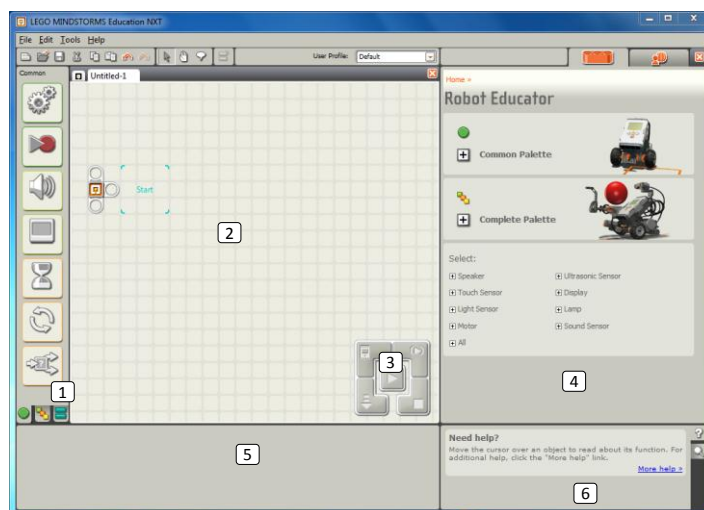 LEGO MINDSTORMS Education NXT
File Edit Tools Help
User Profile: Default
Common
Untitled-1
Home »
Robot Educator
Common Palette
Complete Palette
Start
2
Select:
Speaker
Ultrasonic Sensor
Touch Sensor
Display
Light Sensor
Lamp
Motor
Sound Sensor
All
3
4
1
5
Need help?
Move the cursor over an object to read about its function. For
additional help, click the "More help" link.
More help »
6